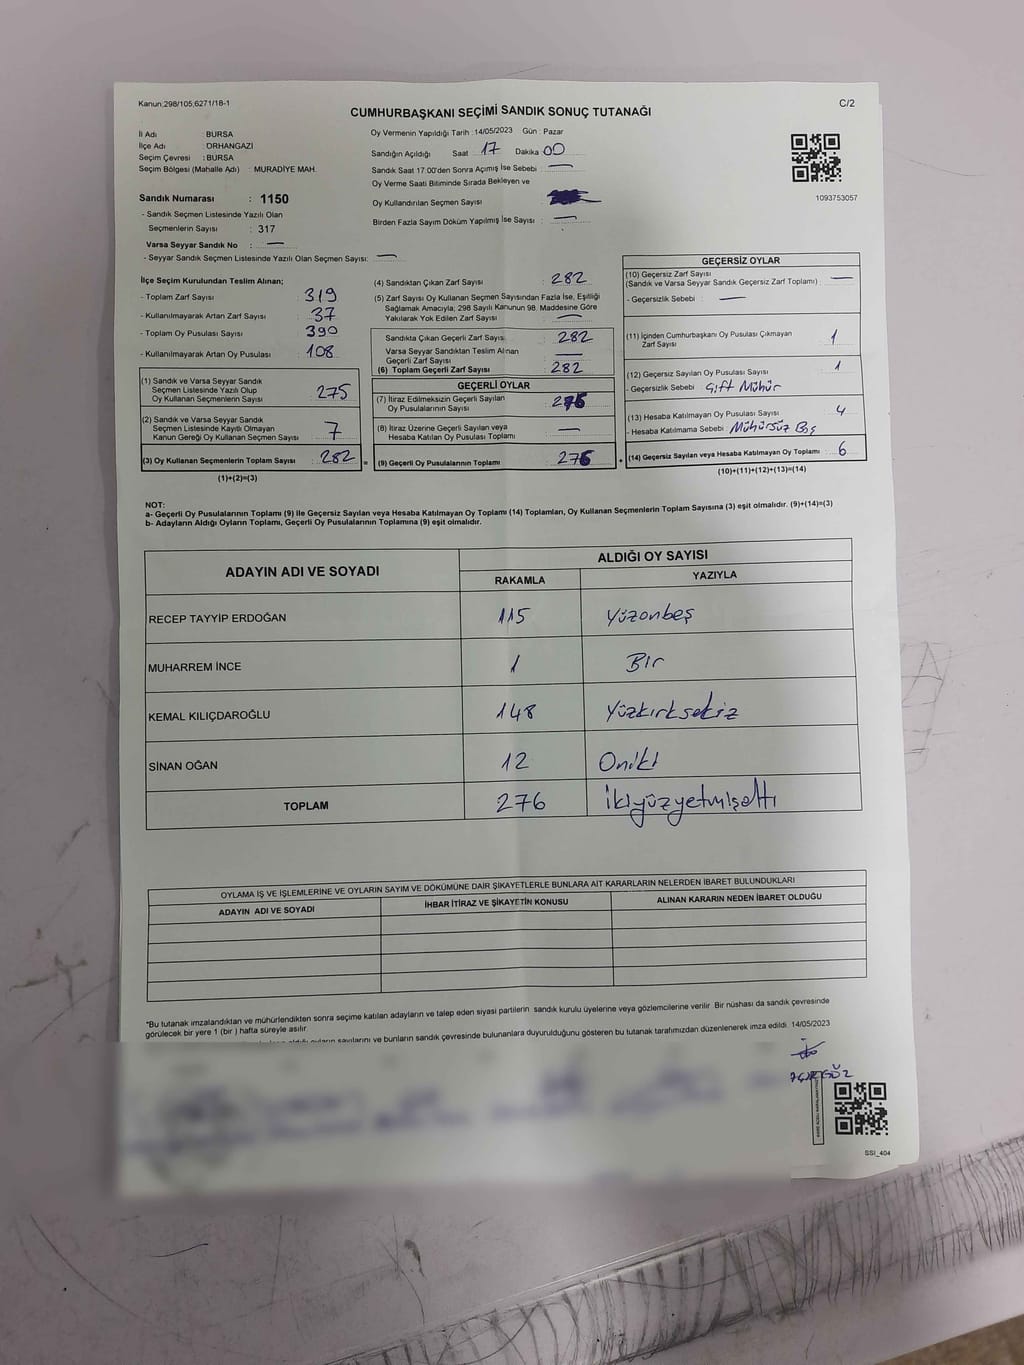 Kanun:298/105,6271/18-1
C/2
CUMHURBAŞKANI SEÇİMİ SANDIK SONUÇ TUTANAĞI
İl Adı : BURSA
İlçe Adı : ORHANGAZİ
Seçim Çevresi : BURSA
Seçim Bölgesi (Mahalle Adı) : MURADİYE MAH.
Sandık Numarası : 1150
- Sandık Seçmen Listesinde Yazılı Olan
Seçmenlerin Sayısı : 317
Varsa Seyyar Sandık No : —
- Seyyar Sandık Seçmen Listesinde Yazılı Olan Seçmen Sayısı: —
Oy Vermenin Yapıldığı Tarih : 14/05/2023 Gün : Pazar
Sandığın Açıldığı Saat 17 Dakika 00
Sandık Saat 17.00'den Sonra Açımış İse Sebebi —
Oy Verme Saati Bitiminde Sırada Bekleyen ve
Oy Kullandırılan Seçmen Sayısı
Birden Fazla Sayım Döküm Yapılmış İse Sayısı : —
1093753057
İlçe Seçim Kurulundan Teslim Alınan;
- Toplam Zarf Sayısı : 319
- Kullanılmayarak Artan Zarf Sayısı : 37
- Toplam Oy Pusulası Sayısı : 390
- Kullanılmayarak Artan Oy Pusulası : 108
(1) Sandık ve Varsa Seyyar Sandık
Seçmen Listesinde Yazılı Olup
Oy Kullanan Seçmenlerin Sayısı : 275
(2) Sandık ve Varsa Seyyar Sandık
Seçmen Listesinde Kayıtlı Olmayan
Kanun Gereği Oy Kullanan Seçmen Sayısı : 7
(3) Oy Kullanan Seçmenlerin Toplam Sayısı : 282 =
(1)+(2)=(3)
(4) Sandıktan Çıkan Zarf Sayısı : 282
(5) Zarf Sayısı Oy Kullanan Seçmen Sayısından Fazla İse, Eşitliği
Sağlamak Amacıyla; 298 Sayılı Kanunun 98. Maddesine Göre
Yakılarak Yok Edilen Zarf Sayısı : —
Sandıkta Çıkan Geçerli Zarf Sayısı : 282
Varsa Seyyar Sandıktan Teslim Alınan
Geçerli Zarf Sayısı : —
(6) Toplam Geçerli Zarf Sayısı : 282
GEÇERLİ OYLAR
(7) İtiraz Edilmeksizin Geçerli Sayılan
Oy Pusulalarının Sayısı : 276
(8) İtiraz Üzerine Geçerli Sayılan veya
Hesaba Katılan Oy Pusulası Toplamı : —
(9) Geçerli Oy Pusulalarının Toplamı : 276 +
GEÇERSİZ OYLAR
(10) Geçersiz Zarf Sayısı
(Sandık ve Varsa Seyyar Sandık Geçersiz Zarf Toplamı) : —
- Geçersizlik Sebebi : —
(11) İçinden Cumhurbaşkanı Oy Pusulası Çıkmayan
Zarf Sayısı : 1
(12) Geçersiz Sayılan Oy Pusulası Sayısı : 1
- Geçersizlik Sebebi : Çift Mühür
(13) Hesaba Katılmayan Oy Pusulası Sayısı : 4
- Hesaba Katılmama Sebebi : Mühürsüz Boş
(14) Geçersiz Sayılan veya Hesaba Katılmayan Oy Toplamı : 6
(10)+(11)+(12)+(13)=(14)
NOT:
a- Geçerli Oy Pusulalarının Toplamı (9) ile Geçersiz Sayılan veya Hesaba Katılmayan Oy Toplamı (14) Toplamları, Oy Kullanan Seçmenlerin Toplam Sayısına (3) eşit olmalıdır. (9)+(14)=(3)
b- Adayların Aldığı Oyların Toplamı, Geçerli Oy Pusulalarının Toplamına (9) eşit olmalıdır.
ADAYIN ADI VE SOYADI
ALDIĞI OY SAYISI
RAKAMLA YAZIYLA
RECEP TAYYİP ERDOĞAN 115 Yüzonbeş
MUHARREM İNCE 1 Bir
KEMAL KILIÇDAROĞLU 148 Yüzkırksekiz
SİNAN OĞAN 12 Oniki
TOPLAM 276 İkiyüzyetmişaltı
OYLAMA İŞ VE İŞLEMLERİNE VE OYLARIN SAYIM VE DÖKÜMÜNE DAİR ŞİKAYETLERLE BUNLARA AİT KARARLARIN NELERDEN İBARET BULUNDUKLARI
ADAYIN ADI VE SOYADI İHBAR İTİRAZ VE ŞİKAYETİN KONUSU ALINAN KARARIN NEDEN İBARET OLDUĞU
*Bu tutanak imzalandıktan ve mühürlendikten sonra seçime katılan adayların ve talep eden siyasi partilerin sandık kurulu üyelerine veya gözlemcilerine verilir. Bir nüshası da sandık çevresinde
görülecek bir yere 1 (bir ) hafta süreyle asılır.
aldığı oyların sayılarını ve bunların sandık çevresinde bulunanlara duyurulduğunu gösteren bu tutanak tarafımızdan düzenlenerek imza edildi. 14/05/2023
SSI_404